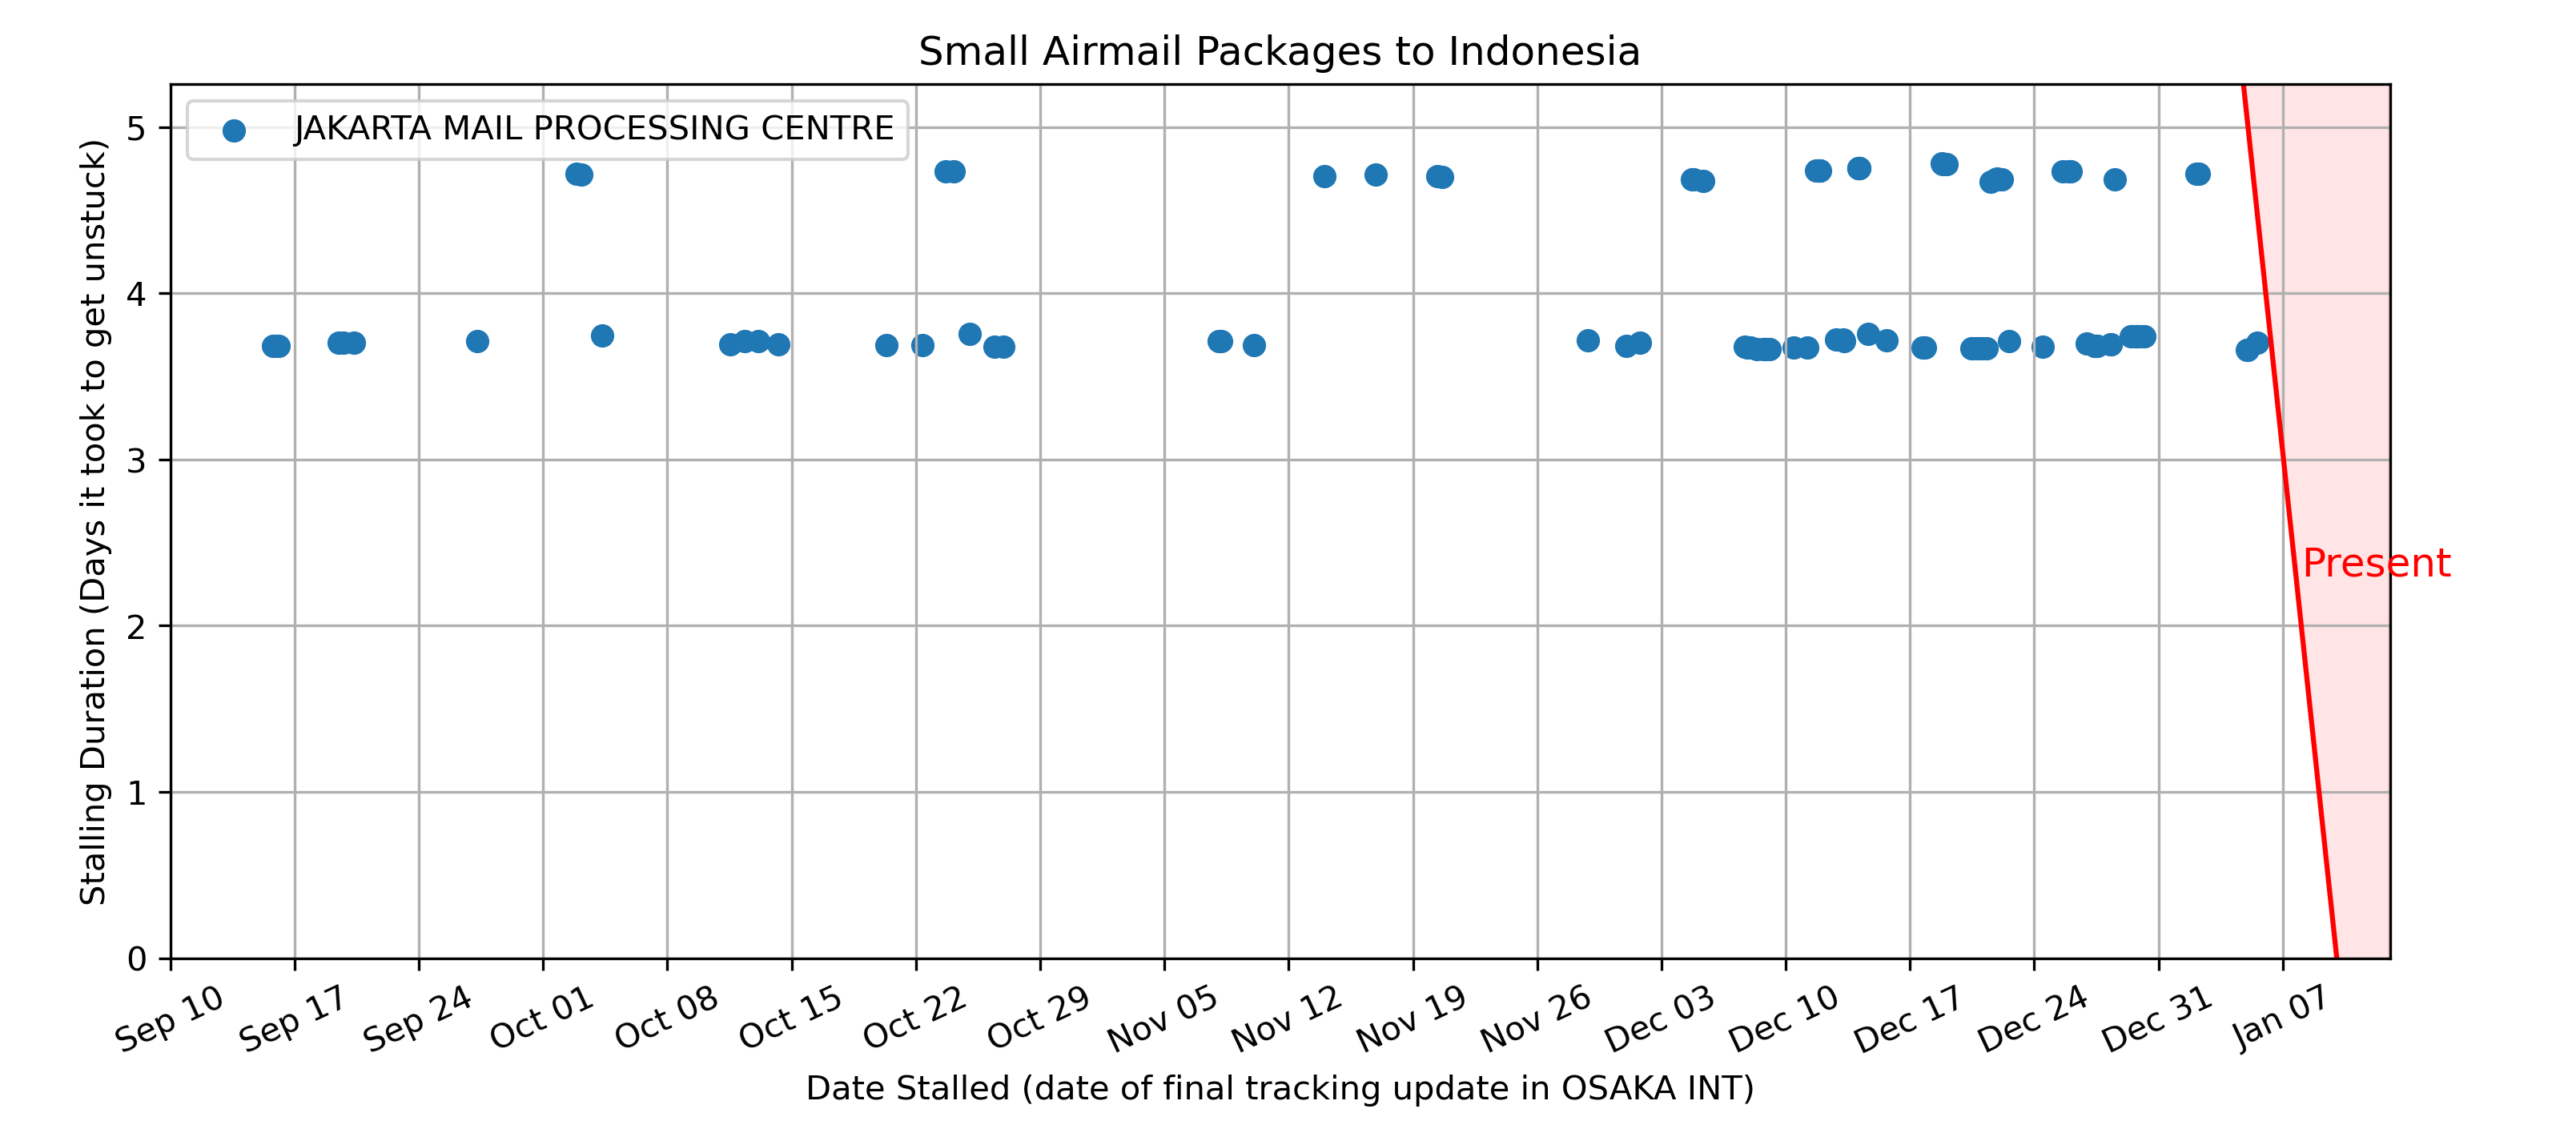 Small Airmail Packages to Indonesia
JAKARTA MAIL PROCESSING CENTRE
Stalling Duration (Days it took to get unstuck)
5
4
3
2
1
0
Present
Sep 10
Sep 17
Sep 24
Oct 01
Oct 08
Oct 15
Oct 22
Oct 29
Nov 05
Nov 12
Nov 19
Nov 26
Dec 03
Dec 10
Dec 17
Dec 24
Dec 31
Jan 07
Date Stalled (date of final tracking update in OSAKA INT)